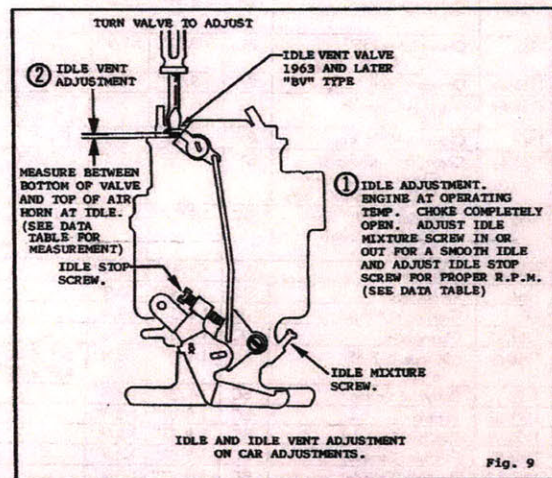 TURN VALVE TO ADJUST
② IDLE VENT
ADJUSTMENT
IDLE VENT VALVE
1963 AND LATER
"BV" TYPE
MEASURE BETWEEN
BOTTOM OF VALVE
AND TOP OF AIR
HORN AT IDLE.
(SEE DATA
TABLE FOR
MEASUREMENT)
① IDLE ADJUSTMENT.
ENGINE AT OPERATING
TEMP. CHOKE COMPLETELY
OPEN. ADJUST IDLE
MIXTURE SCREW IN OR
OUT FOR A SMOOTH IDLE
AND ADJUST IDLE STOP
SCREW FOR PROPER R.P.M.
(SEE DATA TABLE)
IDLE STOP
SCREW.
IDLE MIXTURE
SCREW.
IDLE AND IDLE VENT ADJUSTMENT
ON CAR ADJUSTMENTS.
Fig. 9